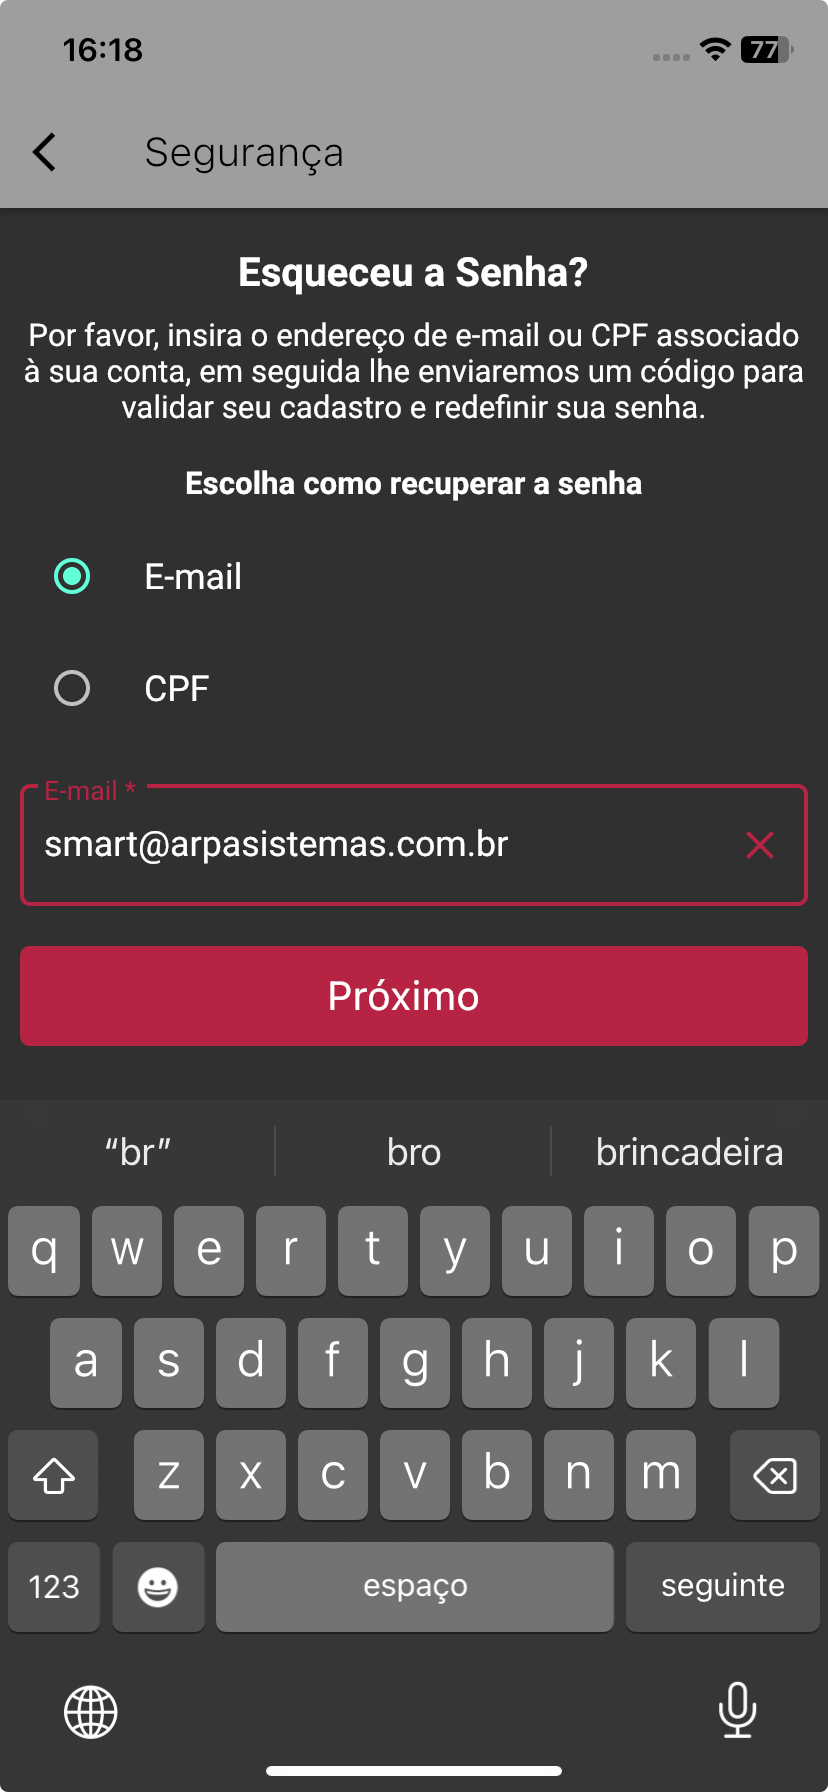 16:18
77
Segurança
Esqueceu a Senha?
Por favor, insira o endereço de e-mail ou CPF associado
à sua conta, em seguida lhe enviaremos um código para
validar seu cadastro e redefinir sua senha.
Escolha como recuperar a senha
E-mail
CPF
E-mail *
smart@arpasistemas.com.br
Próximo
“br” bro brincadeira
q w e r t y u i o p
a s d f g h j k l
z x c v b n m
123 espaço seguinte